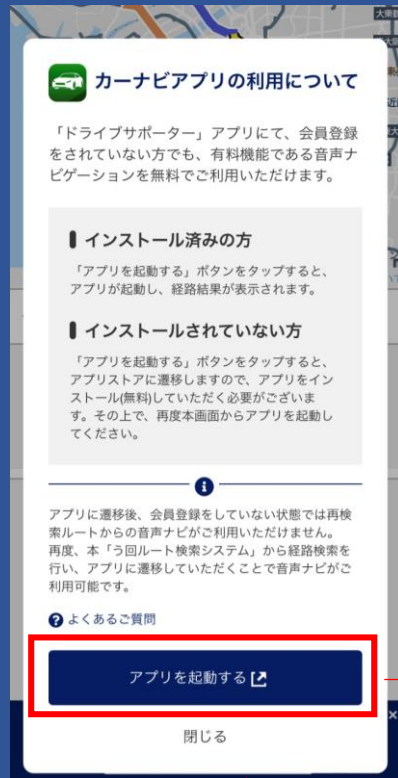 カーナビアプリの利用について
「ドライブサポーター」アプリにて、会員登録
をされていない方でも、有料機能である音声ナ
ビゲーションを無料でご利用いただけます。
インストール済みの方
「アプリを起動する」ボタンをタップすると、
アプリが起動し、経路結果が表示されます。
インストールされていない方
「アプリを起動する」ボタンをタップすると、
アプリストアに遷移しますので、アプリをイン
ストール(無料)していただく必要がございま
す。その上で、再度本画面からアプリを起動し
てください。
アプリに遷移後、会員登録をしていない状態では再検
索ルートからの音声ナビがご利用いただけません。
再度、本「う回ルート検索システム」から経路検索を
行い、アプリに遷移していただくことで音声ナビがご
利用可能です。
よくあるご質問
アプリを起動する
閉じる